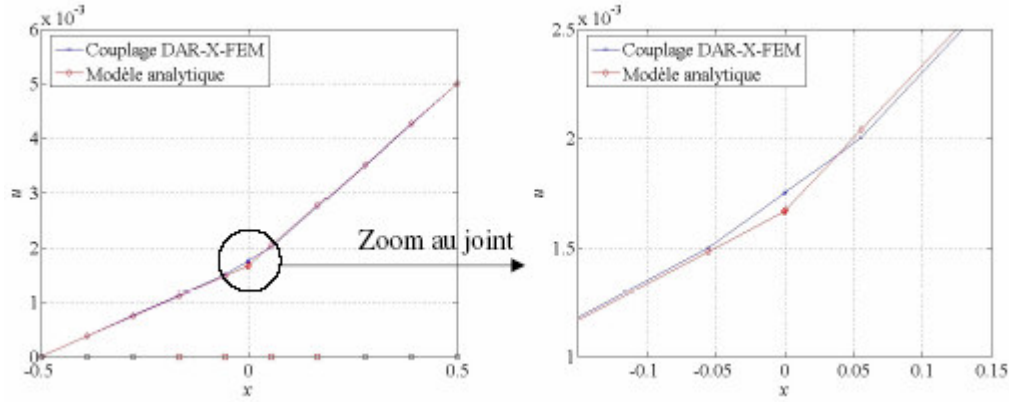 x 10⁻³
6
5
4
3
2
1
0
-0.5
0
0.5
u
x
Couplage DAR-X-FEM
Modèle analytique
Zoom au joint
x 10⁻³
2.5
2
1.5
1
-0.1
-0.05
0
0.05
0.1
0.15
u
x
Couplage DAR-X-FEM
Modèle analytique